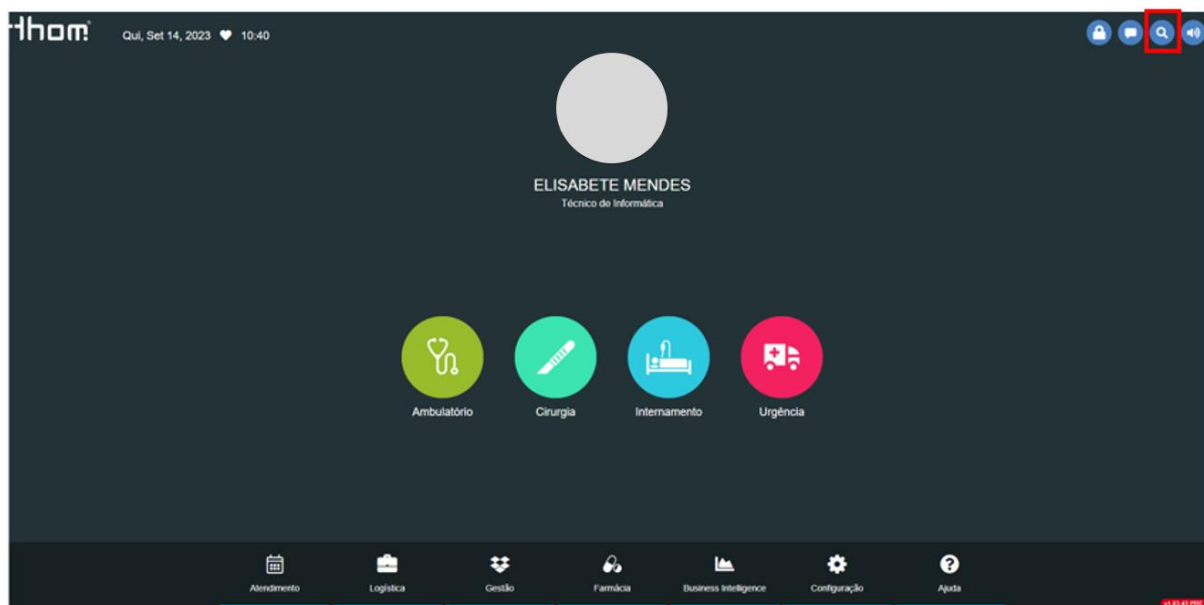 thom
Qui, Set 14, 2023 10:40
ELISABETE MENDES
Técnico de Informática
Ambulatório Cirurgia Internamento Urgência
Atendimento Logística Gestão Farmácia Business Intelligence Configuração Ajuda